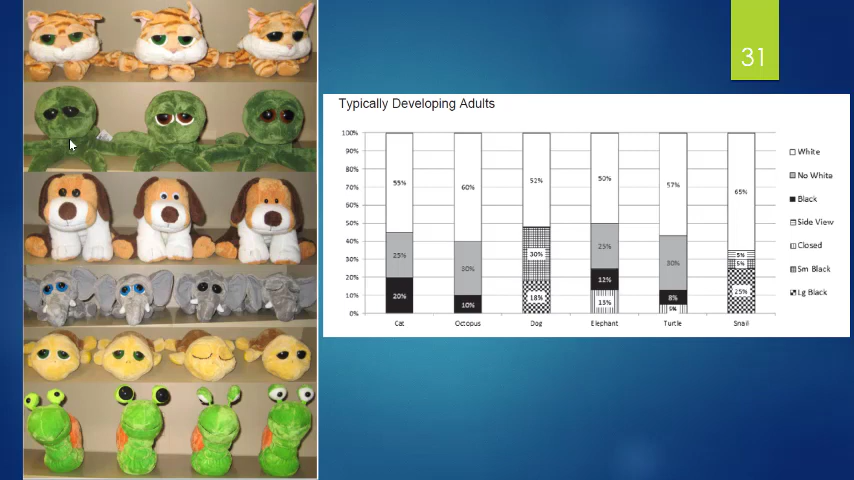 31
Typically Developing Adults
100%
90%
80%
70%
60%
50%
40%
30%
20%
10%
0%
55%
25%
20%
60%
30%
10%
52%
30%
18%
50%
25%
12%
13%
57%
30%
8%
5%
65%
5%
5%
25%
Cat
Octopus
Dog
Elephant
Turtle
Snail
White
No White
Black
Side View
Closed
Sm Black
Lg Black